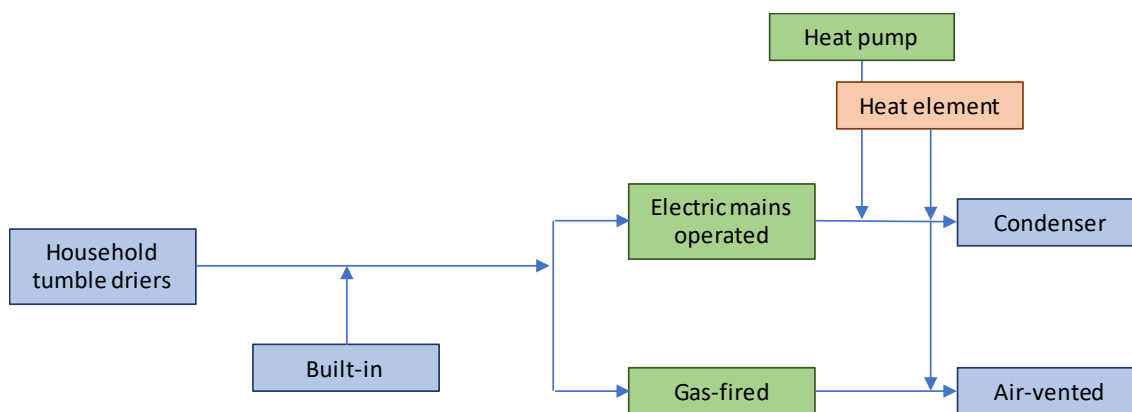 Heat pump
Heat element
Electric mains
operated
Condenser
Household
tumble driers
Built-in
Gas-fired
Air-vented